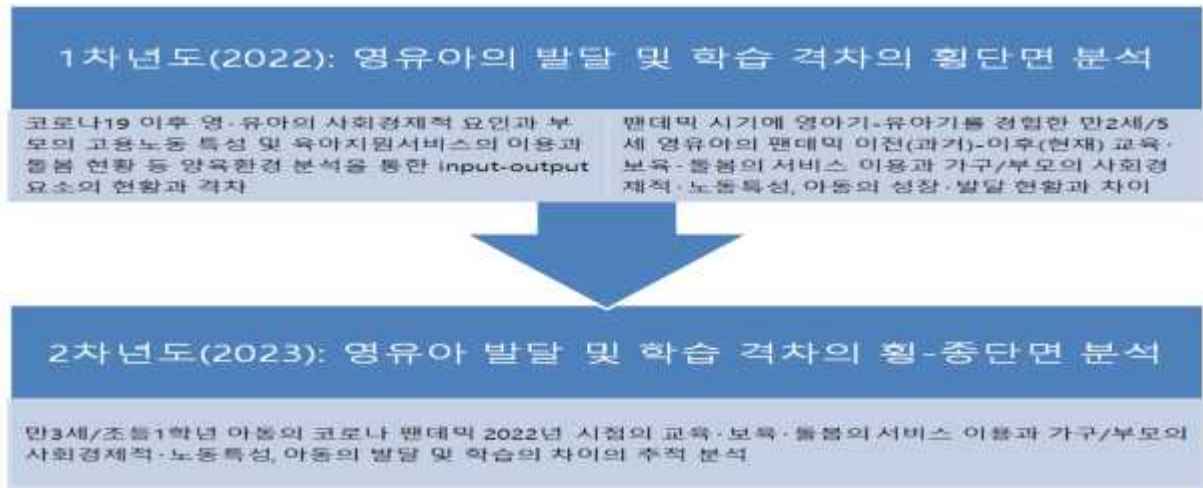 1차년도(2022): 영유아의 발달 및 학습 격차의 횡단면 분석
코로나19 이후 영·유아의 사회경제적 요인과 부
모의 고용노동 특성 및 육아지원서비스의 이용과
돌봄 현황 등 양육환경 분석을 통한 input-output
요소의 현황과 격차
팬데믹 시기에 영아기-유아기를 경험한 만2세/5
세 영유아의 팬데믹 이전(과거)-이후(현재) 교육·
보육·돌봄의 서비스 이용과 가구/부모의 사회경
제적·노동특성, 아동의 성장·발달 현황과 차이
2차년도(2023): 영유아 발달 및 학습 격차의 횡-종단면 분석
만3세/초등1학년 아동의 코로나 팬데믹 2022년 시점의 교육·보육·돌봄의 서비스 이용과 가구/부모의
사회경제적·노동특성, 아동의 발달 및 학습의 차이의 추적 분석